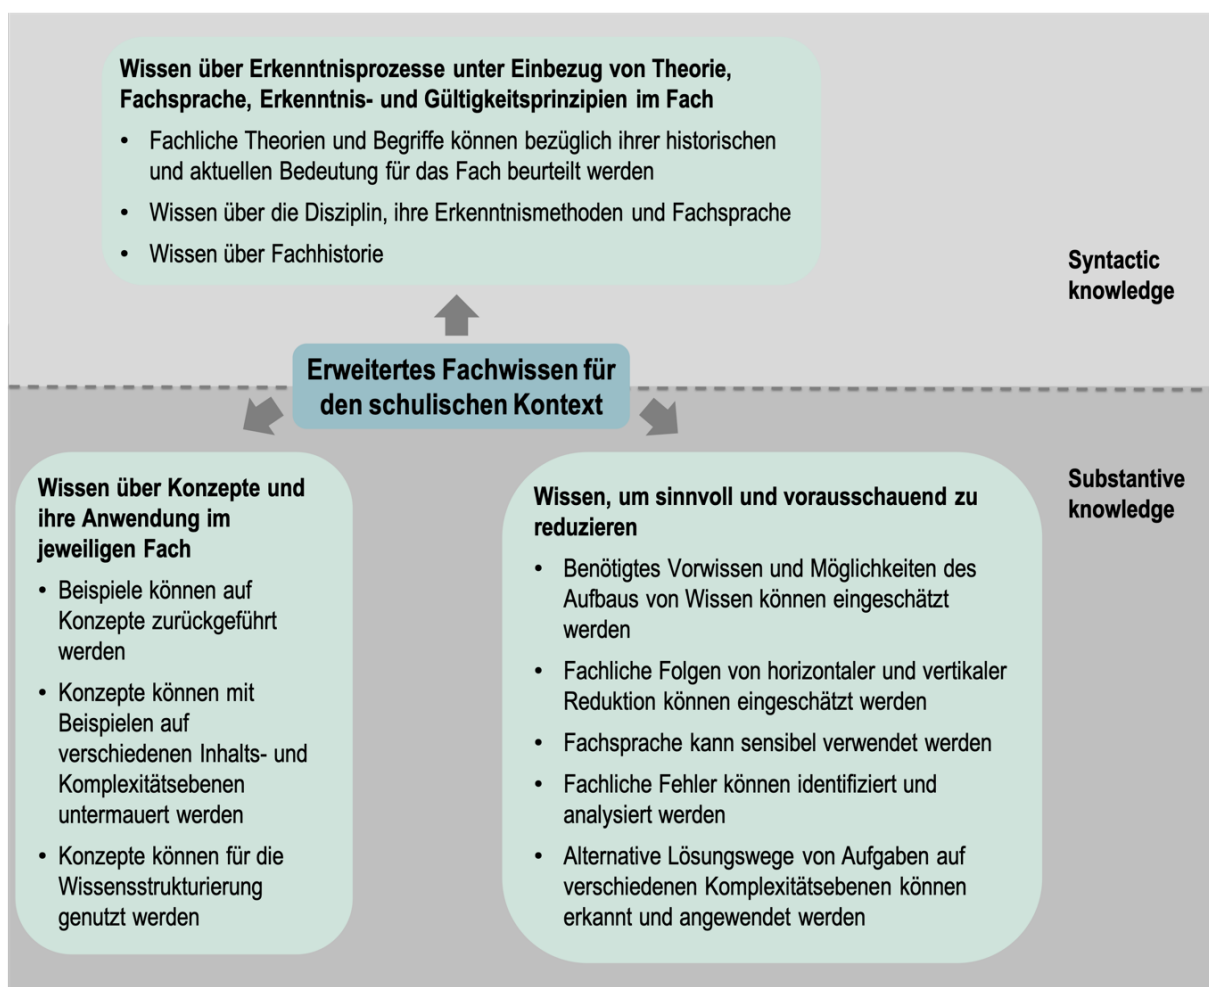 Wissen über Erkenntnisprozesse unter Einbezug von Theorie,
Fachsprache, Erkenntnis- und Gültigkeitsprinzipien im Fach
• Fachliche Theorien und Begriffe können bezüglich ihrer historischen
und aktuellen Bedeutung für das Fach beurteilt werden
• Wissen über die Disziplin, ihre Erkenntnismethoden und Fachsprache
• Wissen über Fachhistorie
Syntactic
knowledge
Erweitertes Fachwissen für
den schulischen Kontext
Wissen über Konzepte und
ihre Anwendung im
jeweiligen Fach
• Beispiele können auf
Konzepte zurückgeführt
werden
• Konzepte können mit
Beispielen auf
verschiedenen Inhalts- und
Komplexitätsebenen
untermauert werden
• Konzepte können für die
Wissensstrukturierung
genutzt werden
Wissen, um sinnvoll und vorausschauend zu
reduzieren
• Benötigtes Vorwissen und Möglichkeiten des
Aufbaus von Wissen können eingeschätzt
werden
• Fachliche Folgen von horizontaler und vertikaler
Reduktion können eingeschätzt werden
• Fachsprache kann sensibel verwendet werden
• Fachliche Fehler können identifiziert und
analysiert werden
• Alternative Lösungswege von Aufgaben auf
verschiedenen Komplexitätsebenen können
erkannt und angewendet werden
Substantive
knowledge